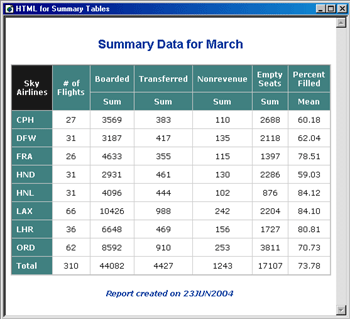 HTML for Summary Tables
Summary Data for March
Sky Airlines # of Flights Boarded Transferred Nonrevenue Empty Seats Percent Filled
Sum Sum Sum Sum Mean
CPH 27 3569 383 110 2688 60.18
DFW 31 3187 417 135 2118 62.04
FRA 26 4633 355 115 1397 78.51
HND 31 2931 461 130 2286 59.03
HNL 31 4096 444 102 876 84.12
LAX 66 10426 988 242 2204 84.10
LHR 36 6648 469 156 1727 80.81
ORD 62 8592 910 253 3811 70.73
Total 310 44082 4427 1243 17107 73.78
Report created on 23JUN2004